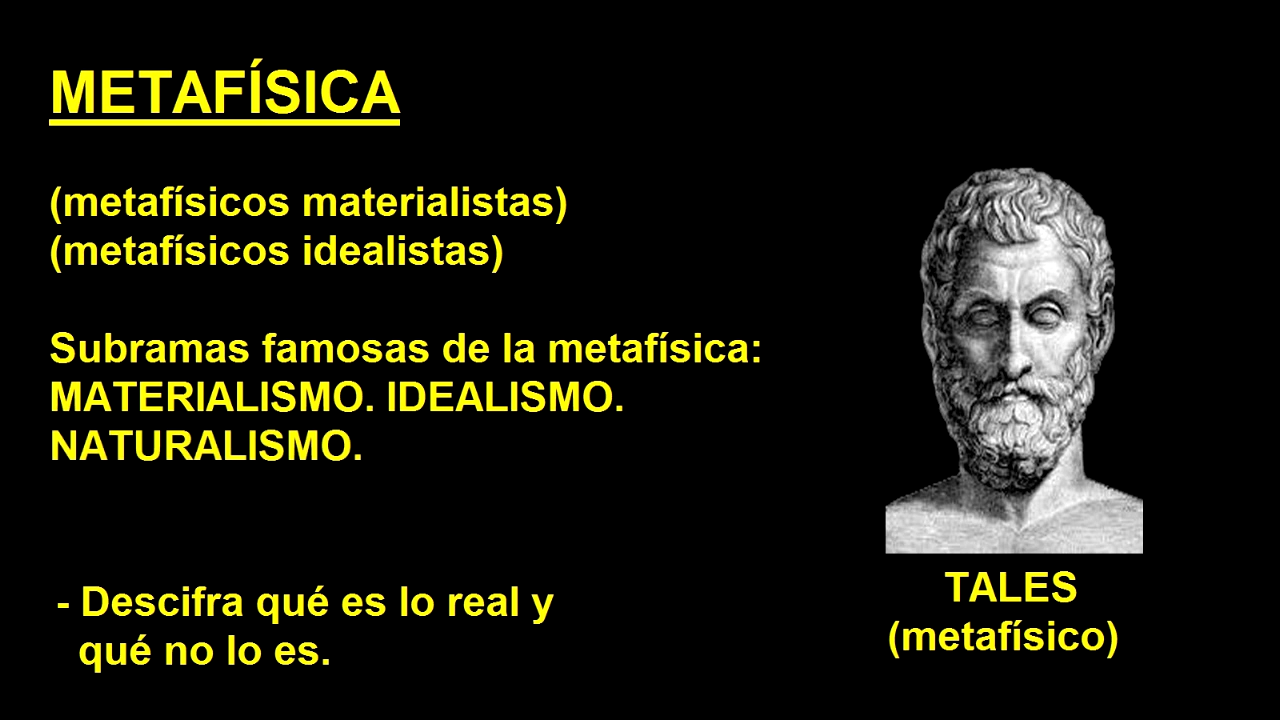 METAFÍSICA
(metafísicos materialistas)
(metafísicos idealistas)
Subramas famosas de la metafísica:
MATERIALISMO. IDEALISMO.
NATURALISMO.
- Descifra qué es lo real y
qué no lo es.
TALES
(metafísico)